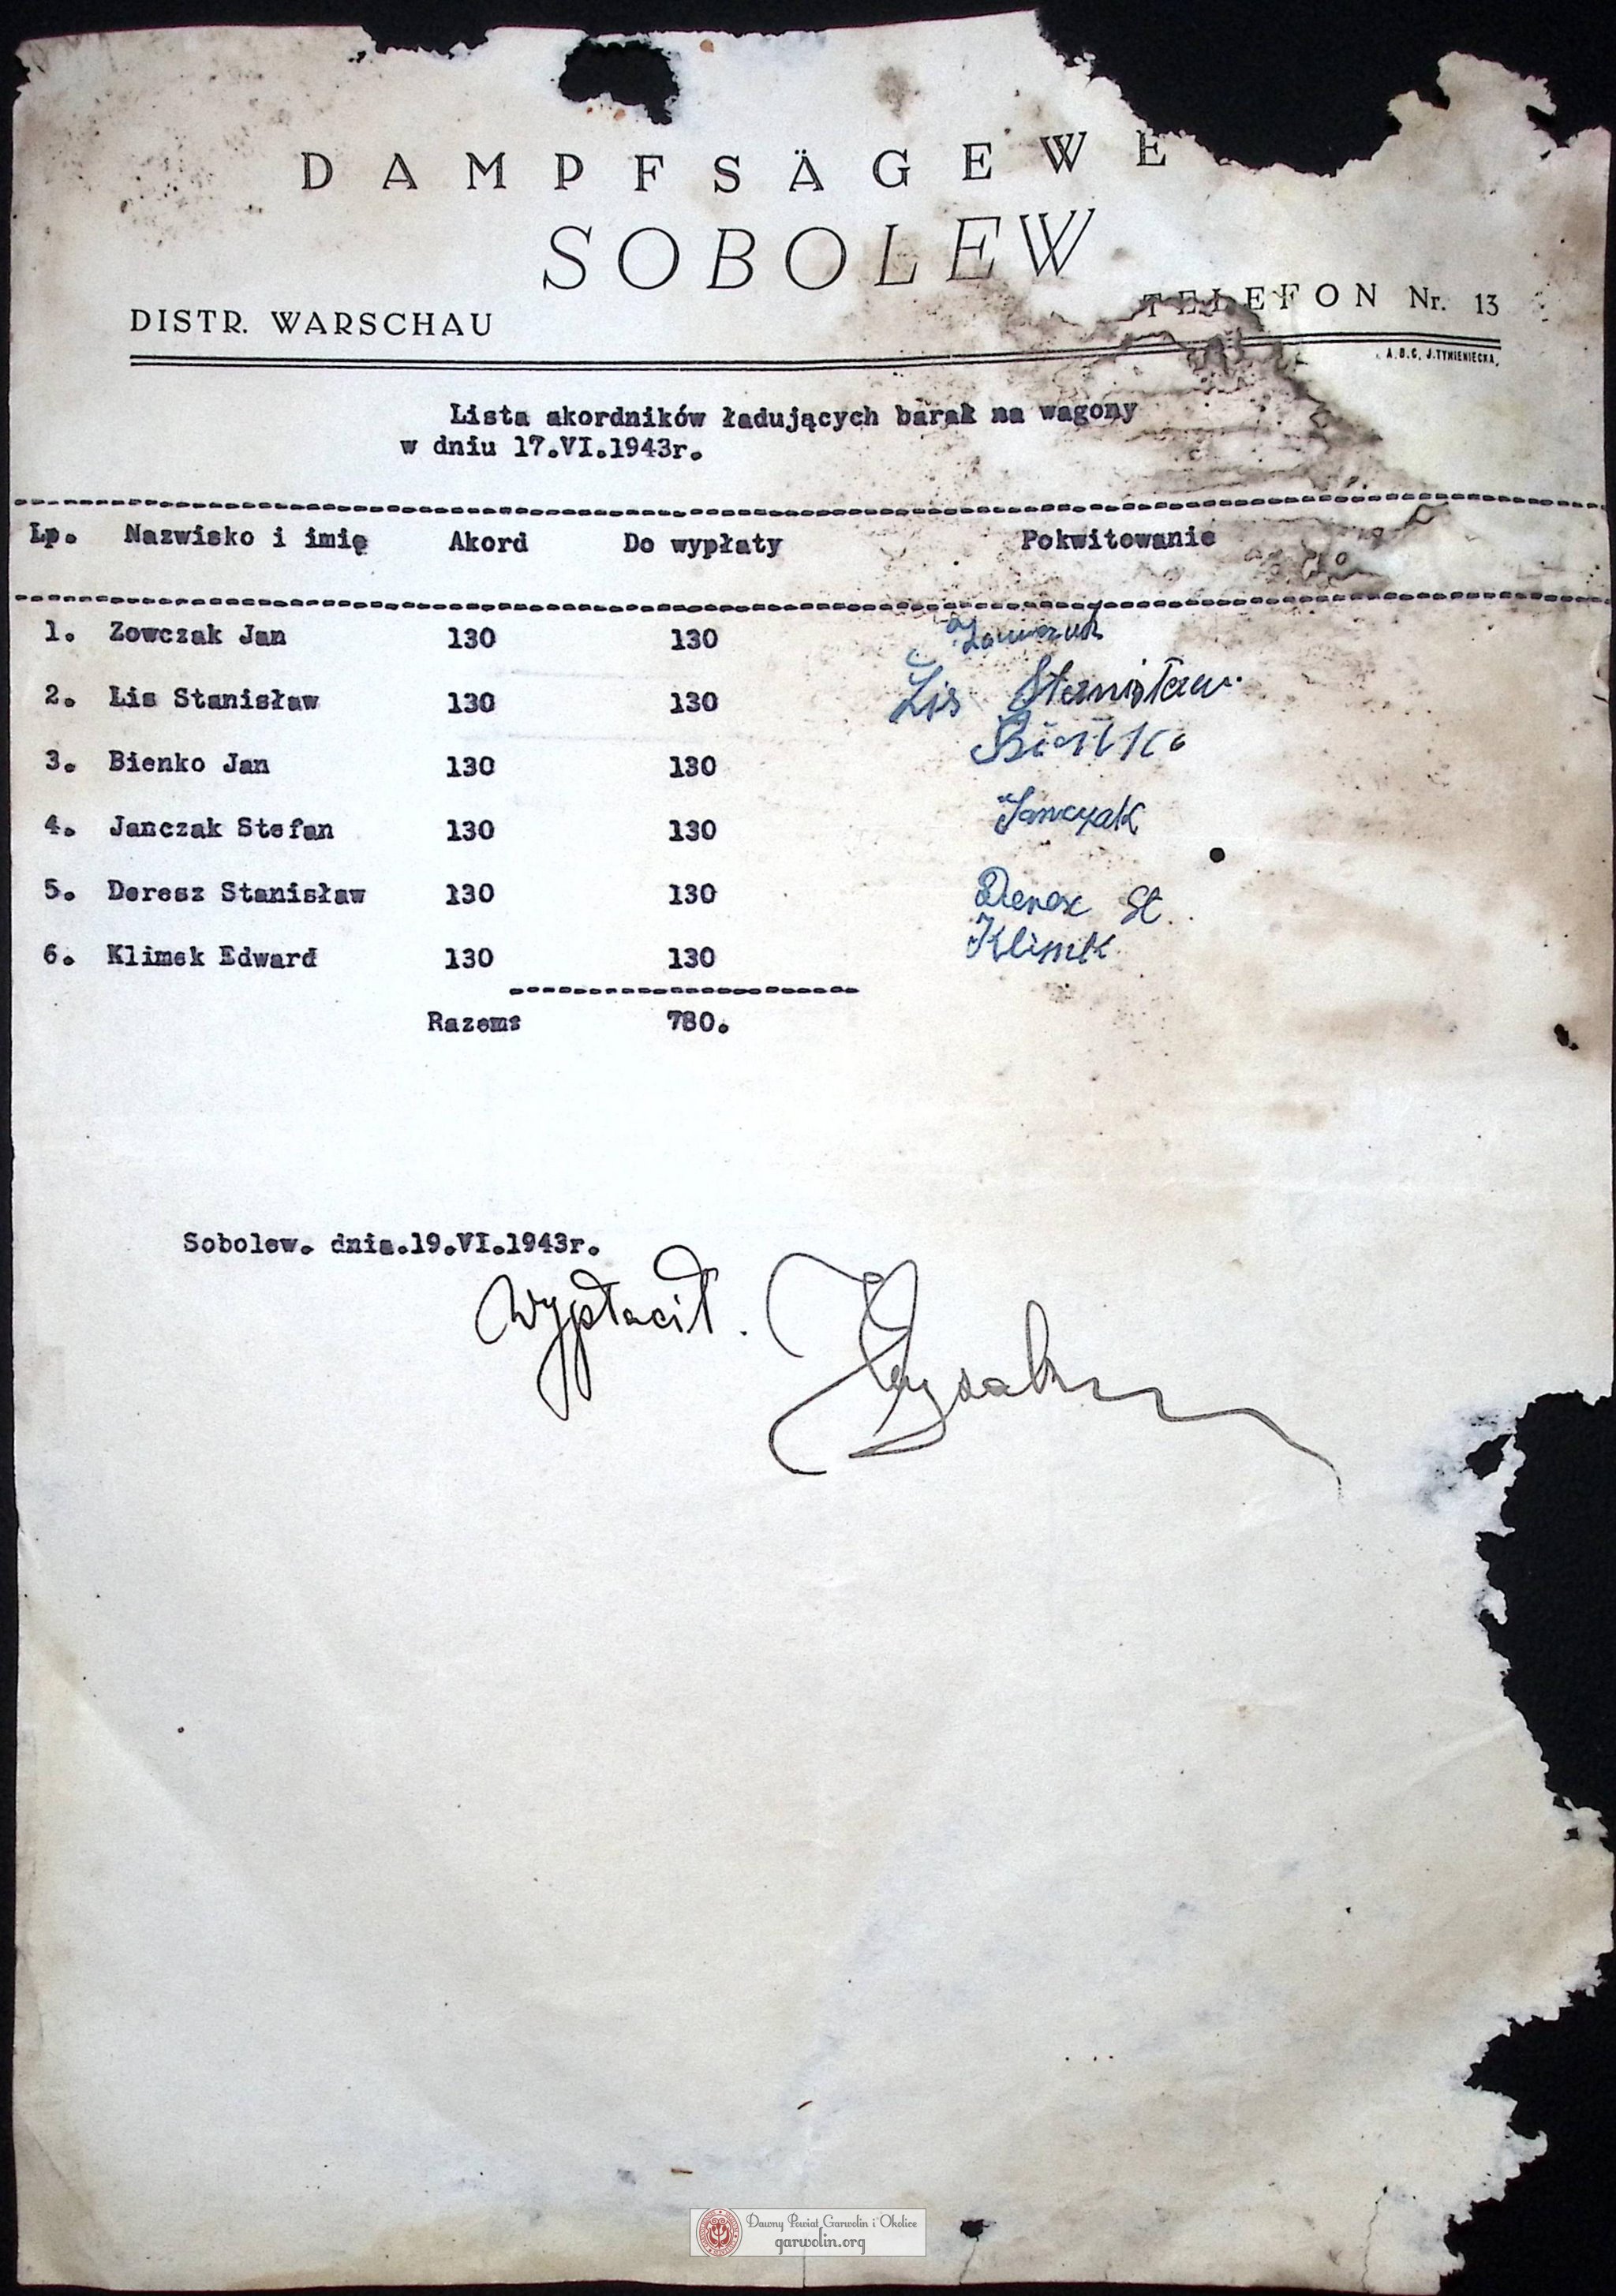 DAMPFSÄGEWE
SOBOLEW
DISTR. WARSCHAU TELEFON Nr. 13
A.B.C. J.TYMIENIECKA,
Lista akordników ładujących barak na wagony
w dniu 17.VI.1943r.
Lp. Nazwisko i imię Akord Do wypłaty Pokwitowanie
1. Zowczak Jan 130 130
2. Lis Stanisław 130 130 Lis Stanisław
3. Bienko Jan 130 130 Bieńko
4. Janczak Stefan 130 130 Janczak
5. Deresz Stanisław 130 130 Deresz St.
6. Klimek Edward 130 130 Klimek
Razem: 780.
Sobolew. dnia.19.VI.1943r.
Wypłacił.
Dawny Powiat Garwolin i Okolice
garwolin.org